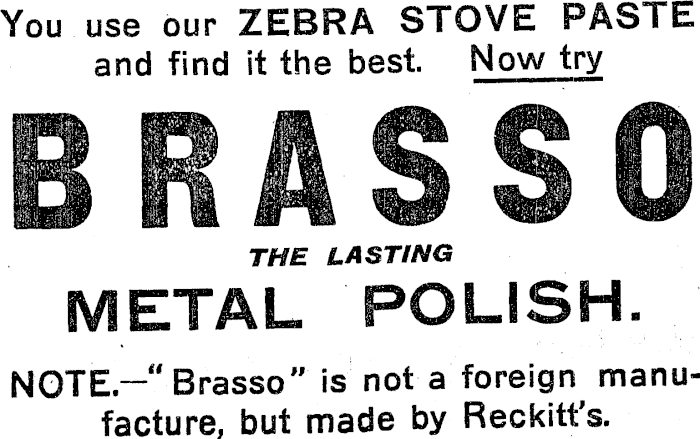 You use our ZEBRA STOVE PASTE
and find it the best. Now try
BRASSO
THE LASTING
METAL POLISH.
NOTE.—“Brasso” is not a foreign manu-
facture, but made by Reckitt's.